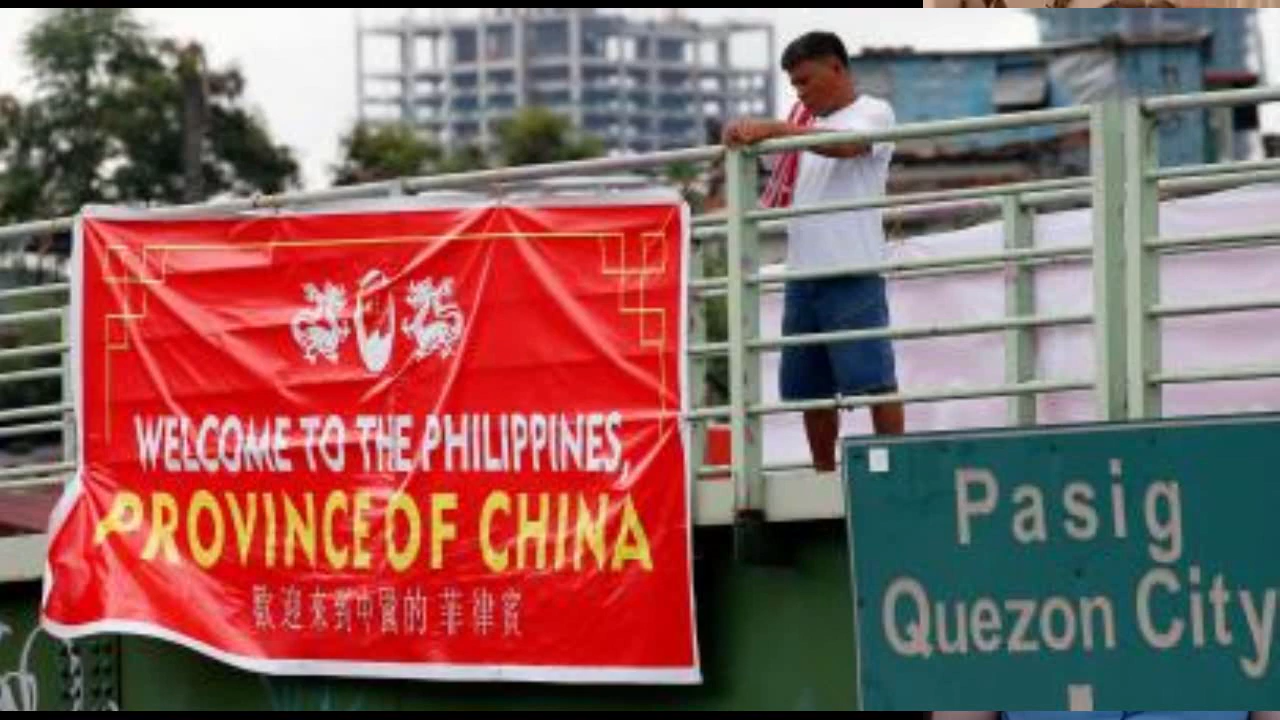 WELCOME TO THE PHILIPPINES,
PROVINCE OF CHINA
歡迎來到中國的 菲律賓
Pasig
Quezon City